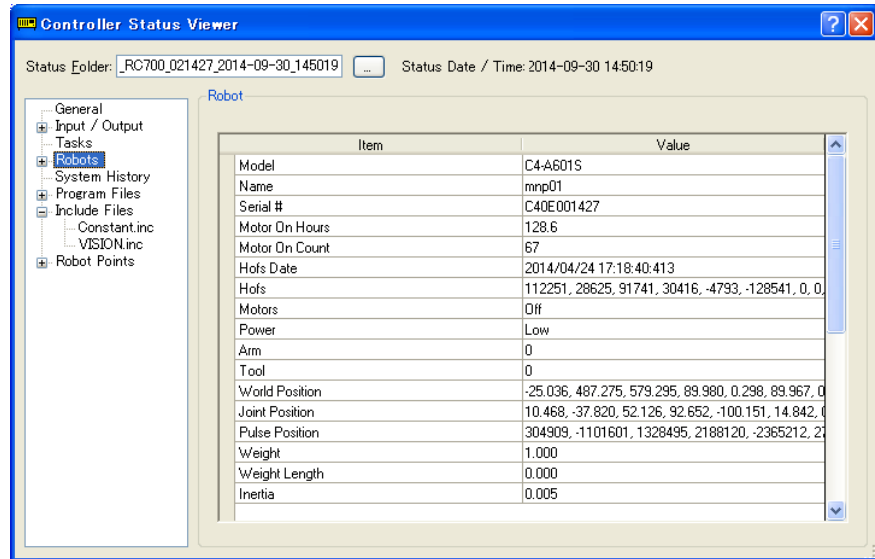 Controller Status Viewer
Status Folder: _RC700_021427_2014-09-30_145019 ... Status Date / Time: 2014-09-30 14:50:19
General
Input / Output
Tasks
Robots
System History
Program Files
Include Files
Constant.inc
VISION.inc
Robot Points
Robot
Item Value
Model C4-A601S
Name mnp01
Serial # C40E001427
Motor On Hours 128.6
Motor On Count 67
Hofs Date 2014/04/24 17:18:40:413
Hofs 112251, 28625, 91741, 30416, -4793, -128541, 0, 0,
Motors Off
Power Low
Arm 0
Tool 0
World Position -25.036, 487.275, 579.295, 89.980, 0.298, 89.967, 0
Joint Position 10.468, -37.820, 52.126, 92.652, -100.151, 14.842,
Pulse Position 304909, -1101601, 1328495, 2188120, -2365212,
Weight 1.000
Weight Length 0.000
Inertia 0.005